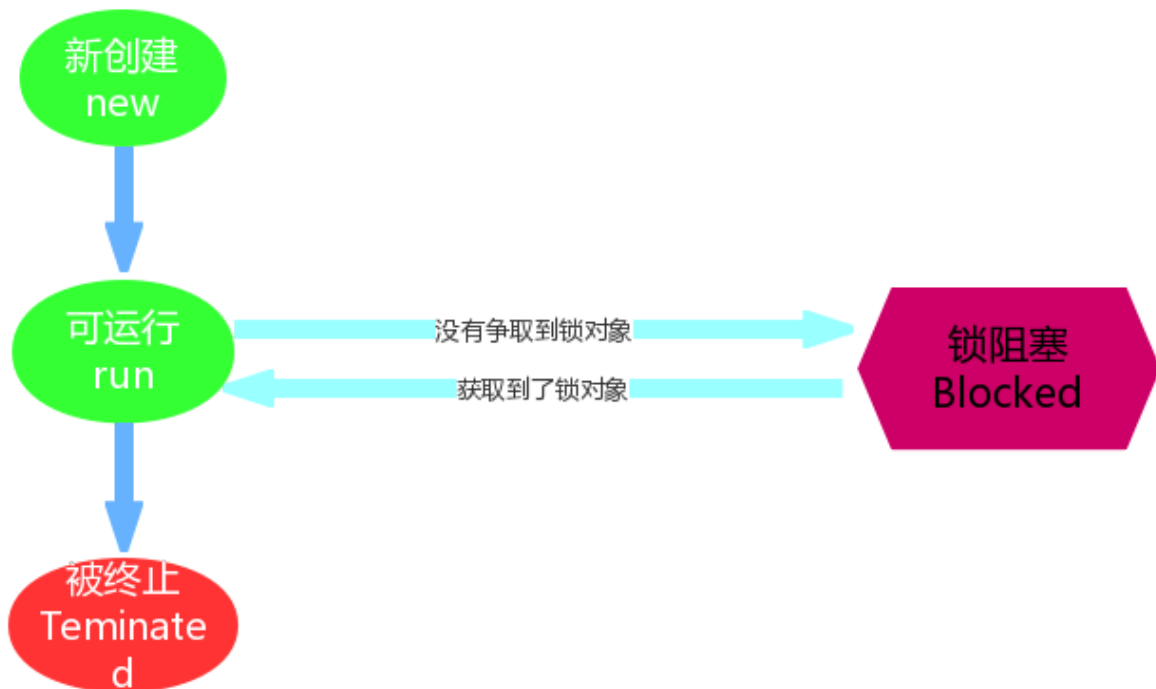 新创建
new
可运行
run
没有争取到锁对象
获取到了锁对象
锁阻塞
Blocked
被终止
Teminate
d